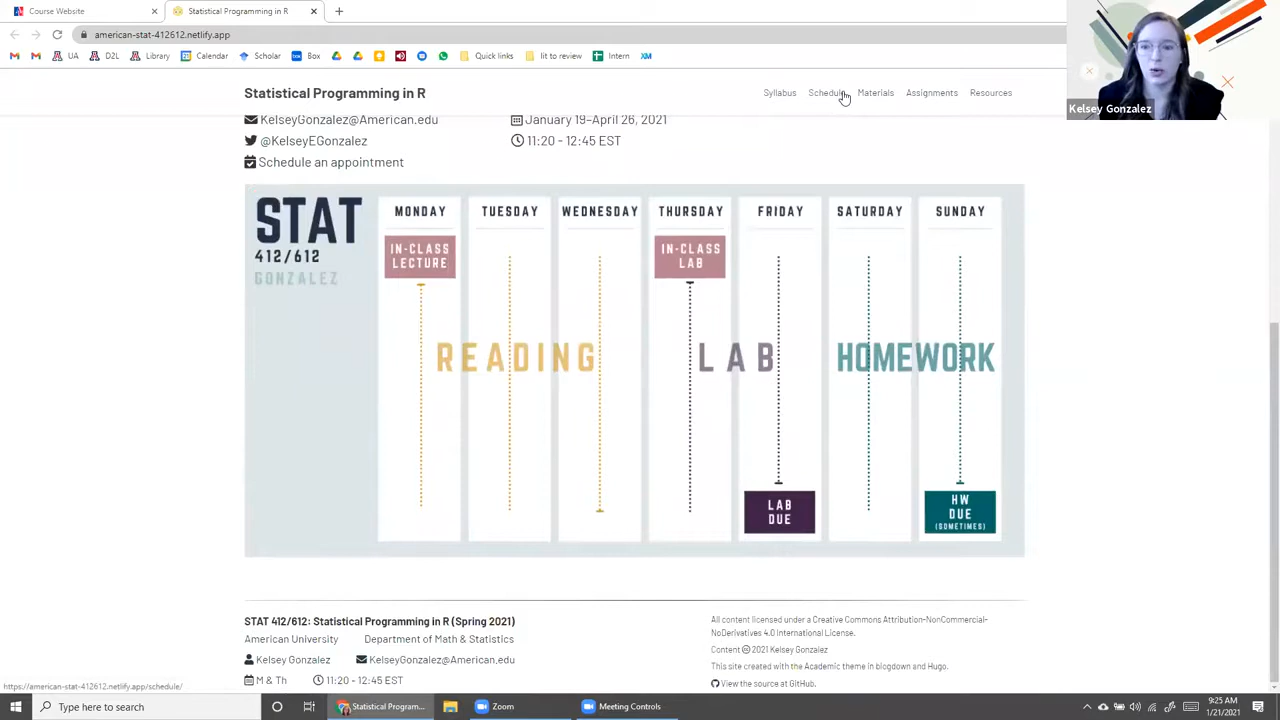 Course Website
Statistical Programming in R
american-stat-412612.netlify.app
UA
D2L
Library
Calendar
Scholar
Box
Quick links
lit to review
Intern
Statistical Programming in R
Syllabus
Schedule
Materials
Assignments
Resources
Kelsey Gonzalez
KelseyGonzalez@American.edu
January 19–April 26, 2021
@KelseyEGonzalez
11:20 - 12:45 EST
Schedule an appointment
STAT
412/612
GONZALEZ
MONDAY
TUESDAY
WEDNESDAY
THURSDAY
FRIDAY
SATURDAY
SUNDAY
IN-CLASS
LECTURE
IN-CLASS
LAB
READING
LAB
HOMEWORK
LAB
DUE
HW
DUE
(SOMETIMES)
STAT 412/612: Statistical Programming in R (Spring 2021)
American University
Department of Math & Statistics
Kelsey Gonzalez
KelseyGonzalez@American.edu
M & Th
11:20 - 12:45 EST
All content licensed under a Creative Commons Attribution-NonCommercial-
NoDerivatives 4.0 International License.
Content 2021 Kelsey Gonzalez
This site created with the Academic theme in blogdown and Hugo.
View the source at GitHub.
https://american-stat-412612.netlify.app/schedule/
Type here to search
Statistical Program...
Zoom
Meeting Controls
9:25 AM
1/21/2021